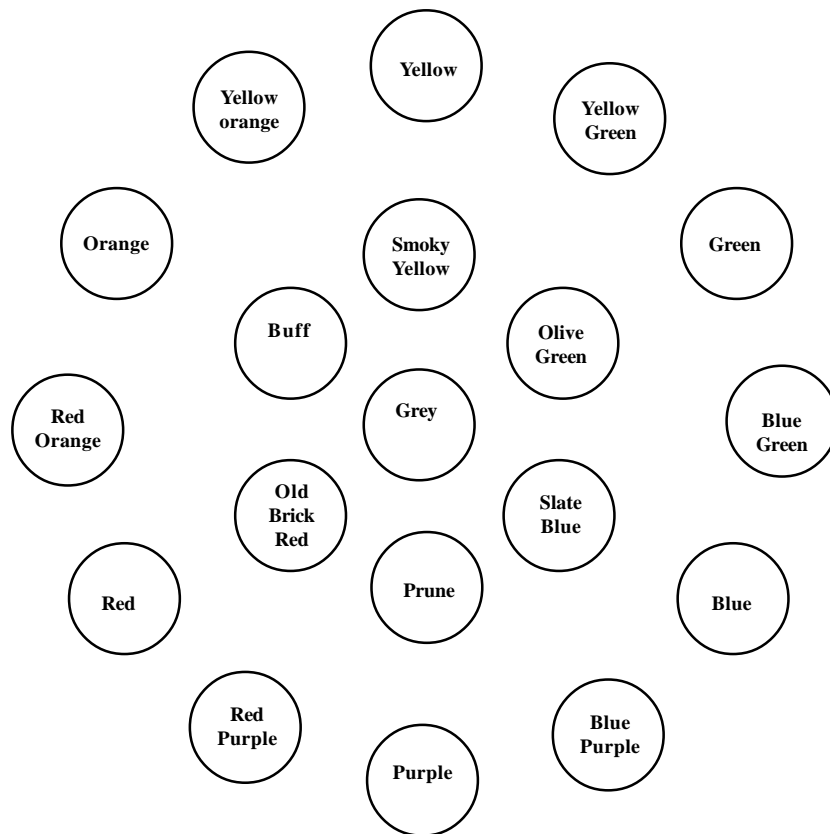 Yellow
Yellow
orange
Yellow
Green
Orange
Smoky
Yellow
Green
Buff
Olive
Green
Red
Orange
Grey
Blue
Green
Old
Brick
Red
Slate
Blue
Red
Prune
Blue
Red
Purple
Blue
Purple
Purple